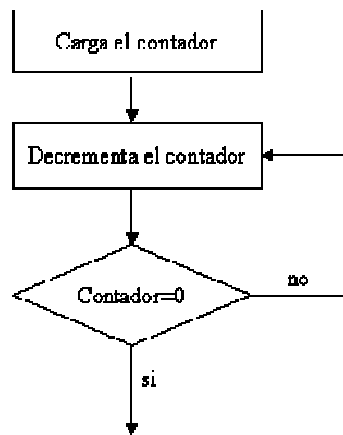 Carga el contador
Decrementa el contador
Contador=0
no
si